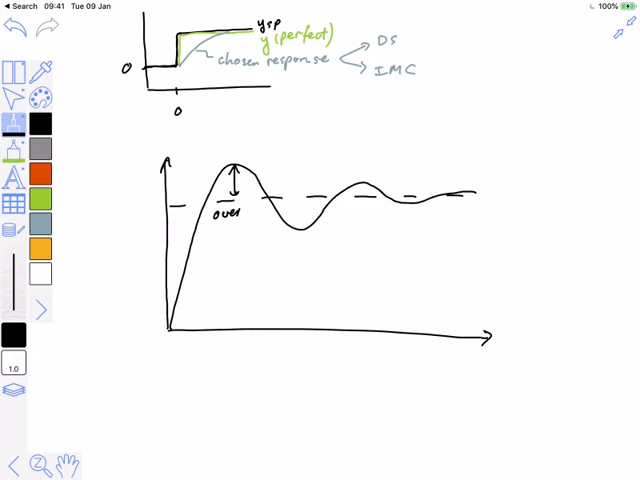 Search 09:41 Tue 09 Jan 100%
ysp
y (perfect)
chosen response
DS
IMC
0
0
over
1.0